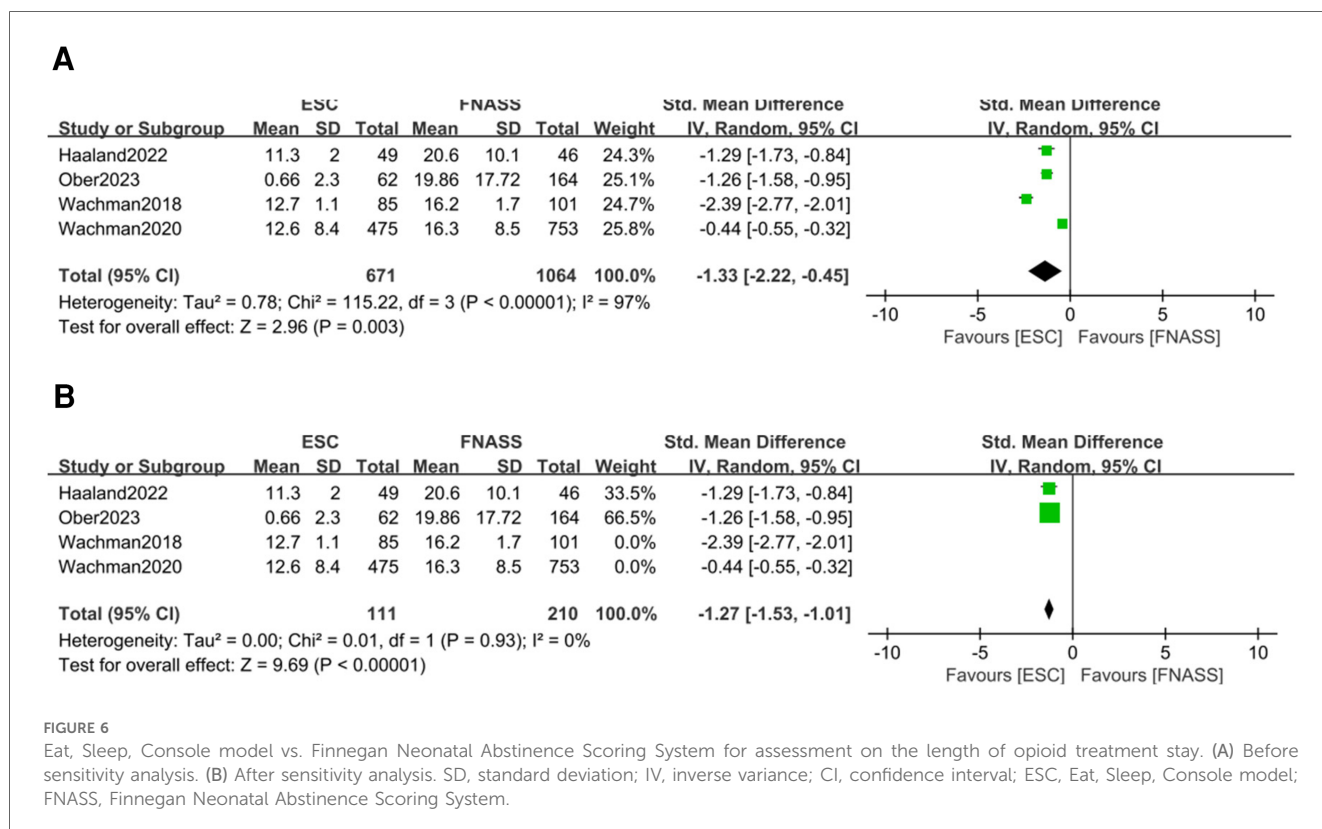 A
ESC FNASS Std. Mean Difference Std. Mean Difference
Study or Subgroup Mean SD Total Mean SD Total Weight IV, Random, 95% CI IV, Random, 95% CI
Haaland2022 11.3 2 49 20.6 10.1 46 24.3% -1.29 [-1.73, -0.84]
Ober2023 0.66 2.3 62 19.86 17.72 164 25.1% -1.26 [-1.58, -0.95]
Wachman2018 12.7 1.1 85 16.2 1.7 101 24.7% -2.39 [-2.77, -2.01]
Wachman2020 12.6 8.4 475 16.3 8.5 753 25.8% -0.44 [-0.55, -0.32]
Total (95% CI) 671 1064 100.0% -1.33 [-2.22, -0.45]
Heterogeneity: Tau² = 0.78; Chi² = 115.22, df = 3 (P < 0.00001); I² = 97%
Test for overall effect: Z = 2.96 (P = 0.003)
-10 -5 0 5 10
Favours [ESC] Favours [FNASS]
B
ESC FNASS Std. Mean Difference Std. Mean Difference
Study or Subgroup Mean SD Total Mean SD Total Weight IV, Random, 95% CI IV, Random, 95% CI
Haaland2022 11.3 2 49 20.6 10.1 46 33.5% -1.29 [-1.73, -0.84]
Ober2023 0.66 2.3 62 19.86 17.72 164 66.5% -1.26 [-1.58, -0.95]
Wachman2018 12.7 1.1 85 16.2 1.7 101 0.0% -2.39 [-2.77, -2.01]
Wachman2020 12.6 8.4 475 16.3 8.5 753 0.0% -0.44 [-0.55, -0.32]
Total (95% CI) 111 210 100.0% -1.27 [-1.53, -1.01]
Heterogeneity: Tau² = 0.00; Chi² = 0.01, df = 1 (P = 0.93); I² = 0%
Test for overall effect: Z = 9.69 (P < 0.00001)
-10 -5 0 5 10
Favours [ESC] Favours [FNASS]
FIGURE 6
Eat, Sleep, Console model vs. Finnegan Neonatal Abstinence Scoring System for assessment on the length of opioid treatment stay. (A) Before
sensitivity analysis. (B) After sensitivity analysis. SD, standard deviation; IV, inverse variance; CI, confidence interval; ESC, Eat, Sleep, Console model;
FNASS, Finnegan Neonatal Abstinence Scoring System.